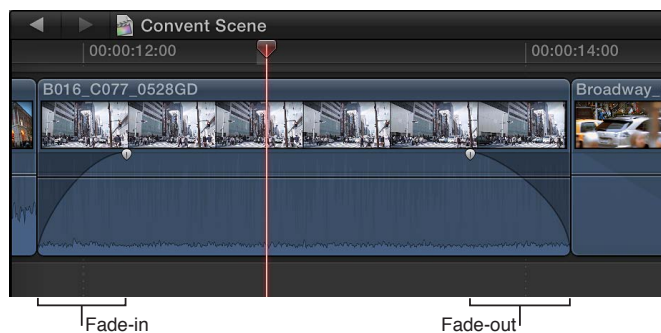 Convent Scene
00:00:12:00
00:00:14:00
B016_C077_0528GD
Broadway_
Fade-in
Fade-out